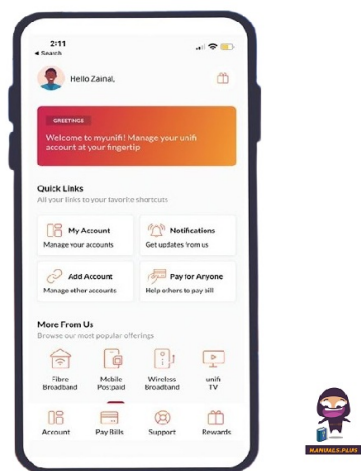 2:11
Search
Hello Zainal,
GREETINGS
Welcome to myunifi! Manage your unifi
account at your fingertip
Quick Links
All your links to your favorite shortcuts
My Account
Manage your accounts
Notifications
Get updates from us
Add Account
Manage other accounts
Pay for Anyone
Help others to pay bill
More From Us
Browse our most popular offerings
Fibre
Broadband
Mobile
Postpaid
Wireless
Broadband
unifi
TV
Account
Pay Bills
Support
Rewards
MANUALS.PLUS